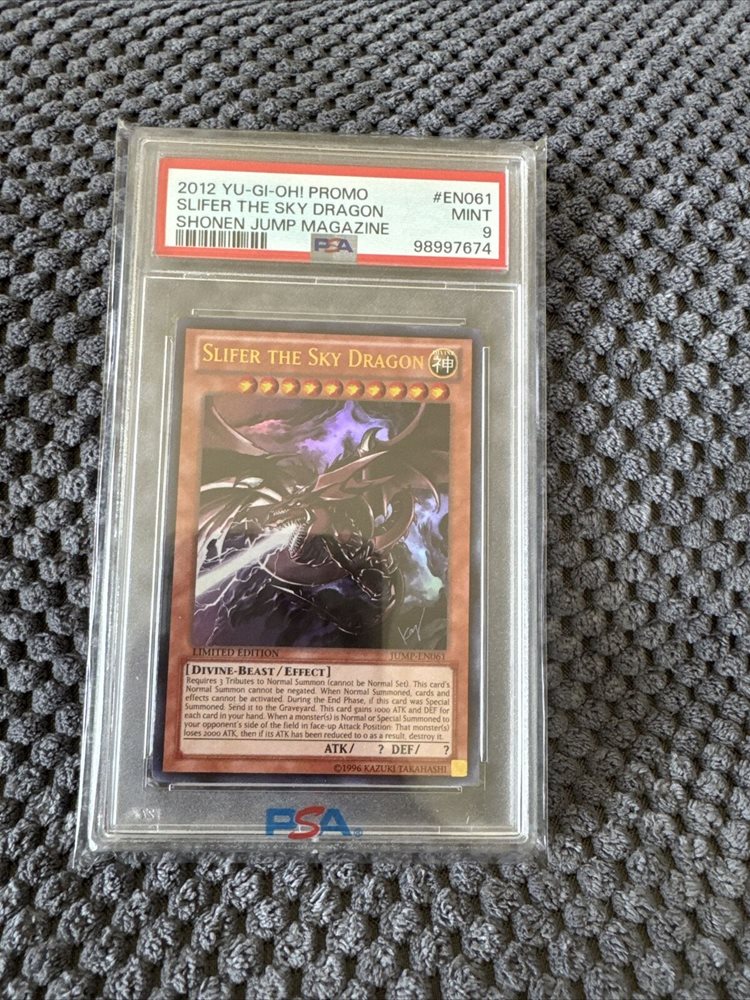 2012 YU-GI-OH! PROMO #EN061
SLIFER THE SKY DRAGON MINT
SHONEN JUMP MAGAZINE 9
PSA 98997674
SLIFER THE SKY DRAGON
DIVINE
神
LIMITED EDITION JUMP-EN061
[DIVINE-BEAST / EFFECT]
Requires 3 Tributes to Normal Summon (cannot be Normal Set). This card's
Normal Summon cannot be negated. When Normal Summoned, cards and
effects cannot be activated. During the End Phase, if this card was Special
Summoned: Send it to the Graveyard. This card gains 1000 ATK and DEF for
each card in your hand. When a monster(s) is Normal or Special Summoned to
your opponent's side of the field in face-up Attack Position: That monster(s)
loses 2000 ATK, then if its ATK has been reduced to 0 as a result, destroy it.
ATK/ ? DEF/ ?
©1996 KAZUKI TAKAHASHI
PSA